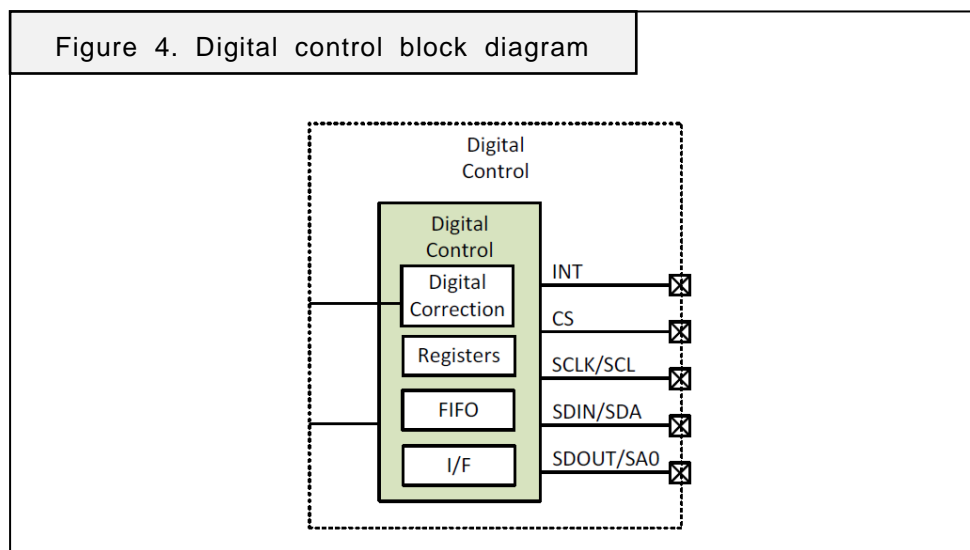 Figure 4. Digital control block diagram
Digital
Control
Digital
Control
Digital
Correction
Registers
FIFO
I/F
INT
CS
SCLK/SCL
SDIN/SDA
SDOUT/SA0